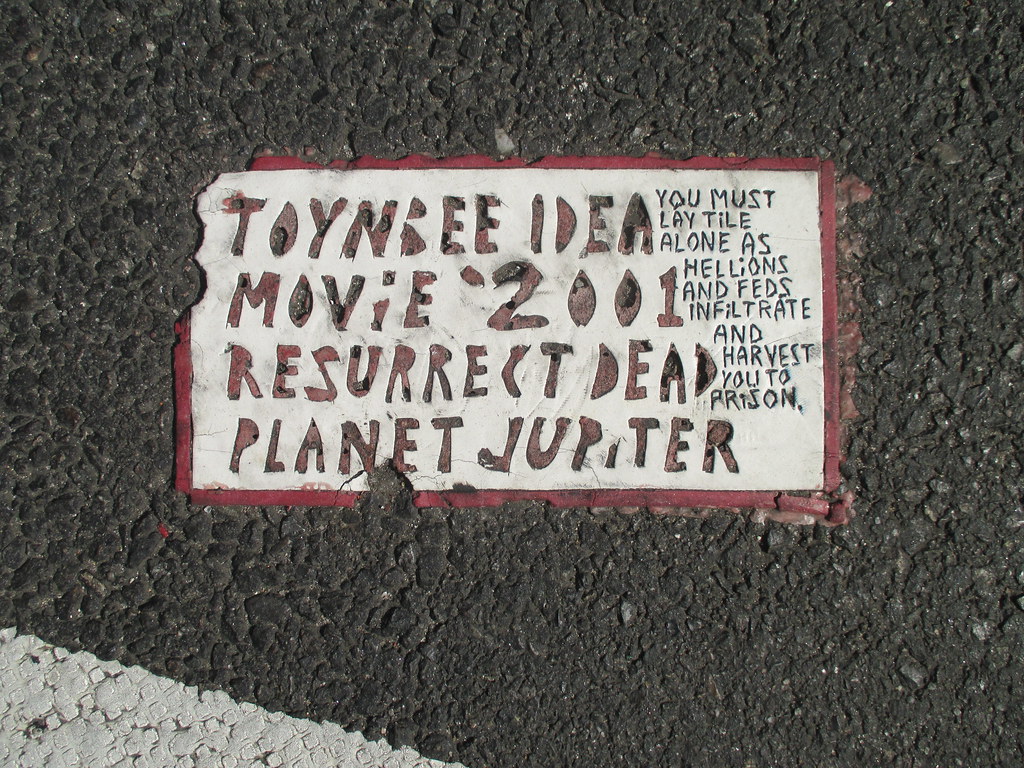 TOYNBEE IDEA
MOViE '2001
RESURRECT DEAD
PLANET JUPiTER
YOU MUST
LAY TILE
ALONE AS
HELLiONS
AND FEDS
INFiLTRATE
AND
HARVEST
YOU TO
PRiSON.